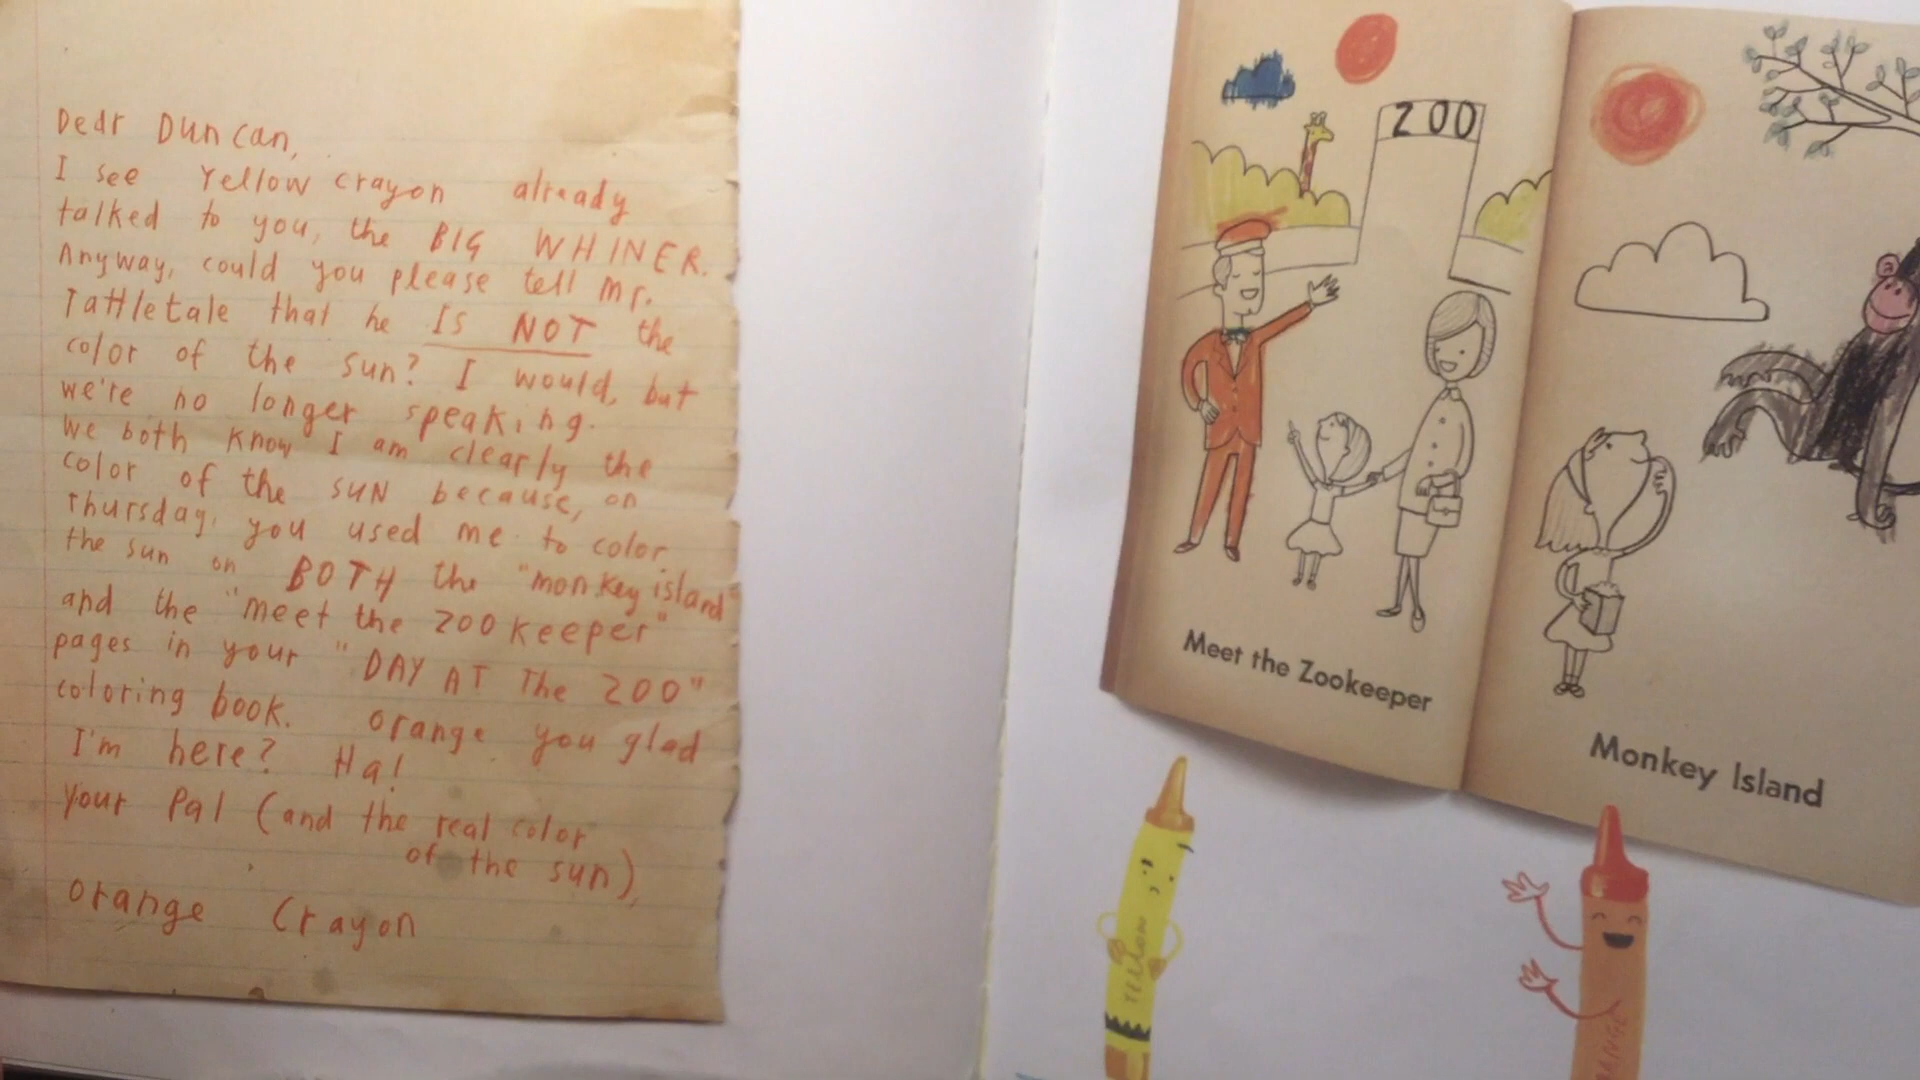 Dear Duncan,
I see Yellow crayon already
talked to you, the BIG WHINER.
Anyway, could you please tell Mr.
Tattletale that he IS NOT the
color of the sun? I would, but
we're no longer speaking.
We both know I am clearly the
color of the SUN because, on
Thursday, you used me to color
the sun on BOTH the "monkey island"
and the "meet the Zookeeper"
pages in your "DAY AT The ZOO"
coloring book. Orange you glad
I'm here? Ha!
Your Pal (and the real color
of the sun),
Orange Crayon
ZOO
Meet the Zookeeper
Monkey Island
Yellow